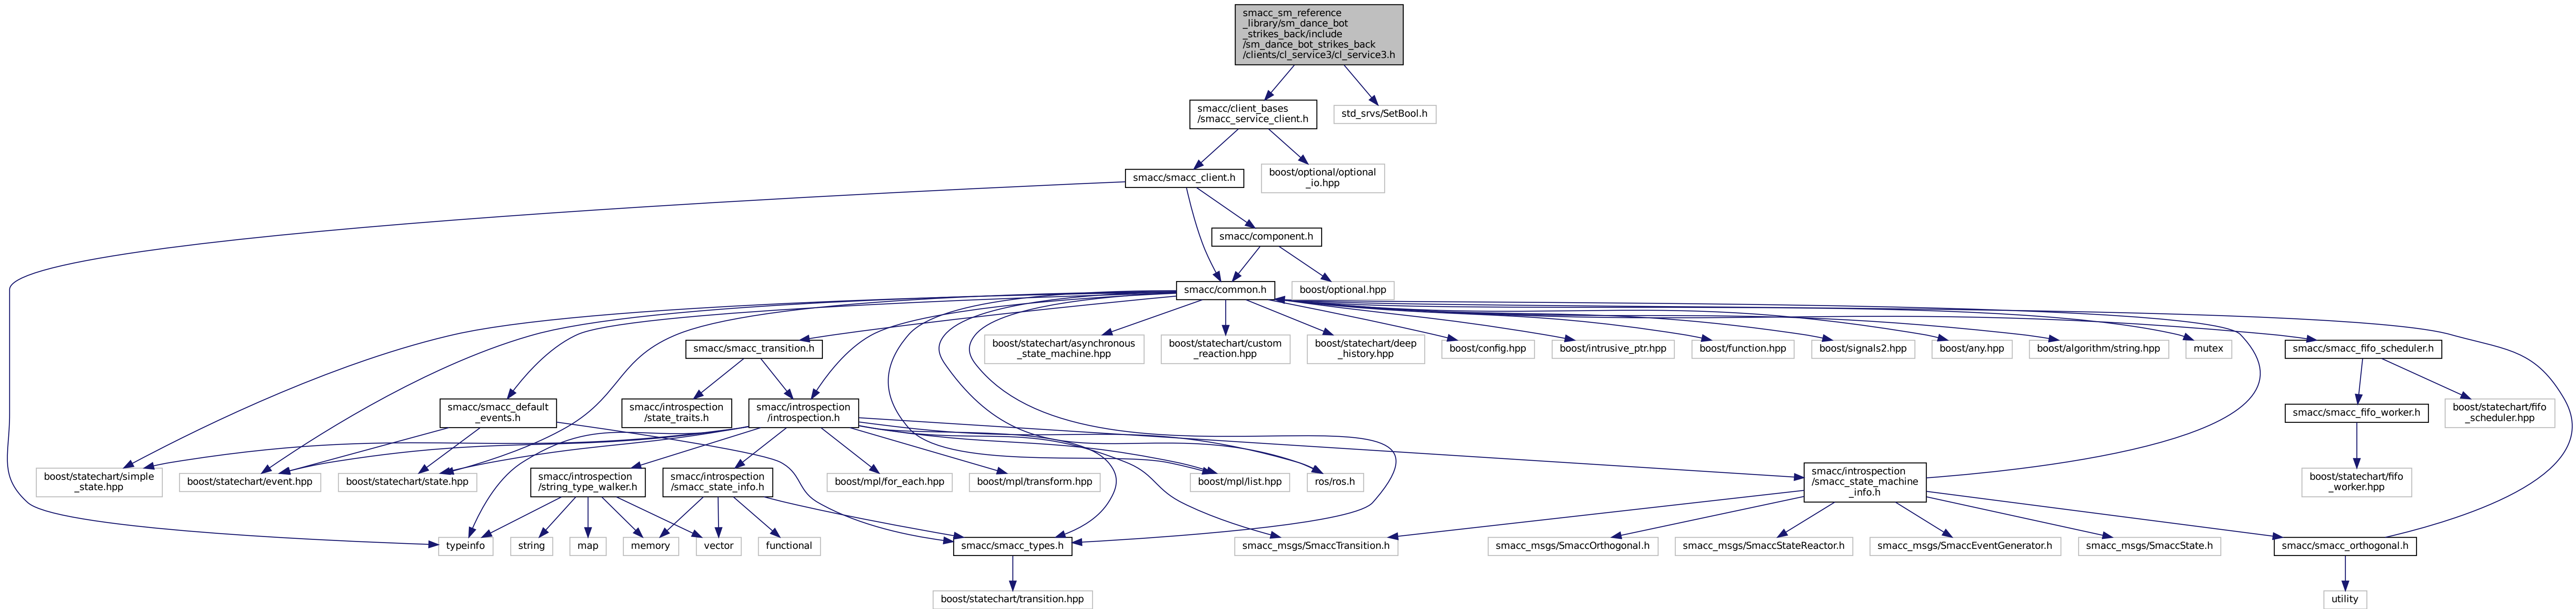 smacc_sm_reference
_library/sm_dance_bot
_strikes_back/include
/sm_dance_bot_strikes_back
/clients/cl_service3/cl_service3.h
smacc/client_bases
/smacc_service_client.h
std_srvs/SetBool.h
smacc/smacc_client.h
boost/optional/optional
_io.hpp
smacc/component.h
smacc/common.h
boost/optional.hpp
smacc/smacc_transition.h
boost/statechart/asynchronous
_state_machine.hpp
boost/statechart/custom
_reaction.hpp
boost/statechart/deep
_history.hpp
boost/config.hpp
boost/intrusive_ptr.hpp
boost/function.hpp
boost/signals2.hpp
boost/any.hpp
boost/algorithm/string.hpp
mutex
smacc/smacc_fifo_scheduler.h
smacc/smacc_default
_events.h
smacc/introspection
/state_traits.h
smacc/introspection
/introspection.h
smacc/smacc_fifo_worker.h
boost/statechart/fifo
_scheduler.hpp
boost/statechart/simple
_state.hpp
boost/statechart/event.hpp
boost/statechart/state.hpp
smacc/introspection
/string_type_walker.h
smacc/introspection
/smacc_state_info.h
boost/mpl/for_each.hpp
boost/mpl/transform.hpp
boost/mpl/list.hpp
ros/ros.h
smacc/introspection
/smacc_state_machine
_info.h
boost/statechart/fifo
_worker.hpp
typeinfo
string
map
memory
vector
functional
smacc/smacc_types.h
smacc_msgs/SmaccTransition.h
smacc_msgs/SmaccOrthogonal.h
smacc_msgs/SmaccStateReactor.h
smacc_msgs/SmaccEventGenerator.h
smacc_msgs/SmaccState.h
smacc/smacc_orthogonal.h
boost/statechart/transition.hpp
utility